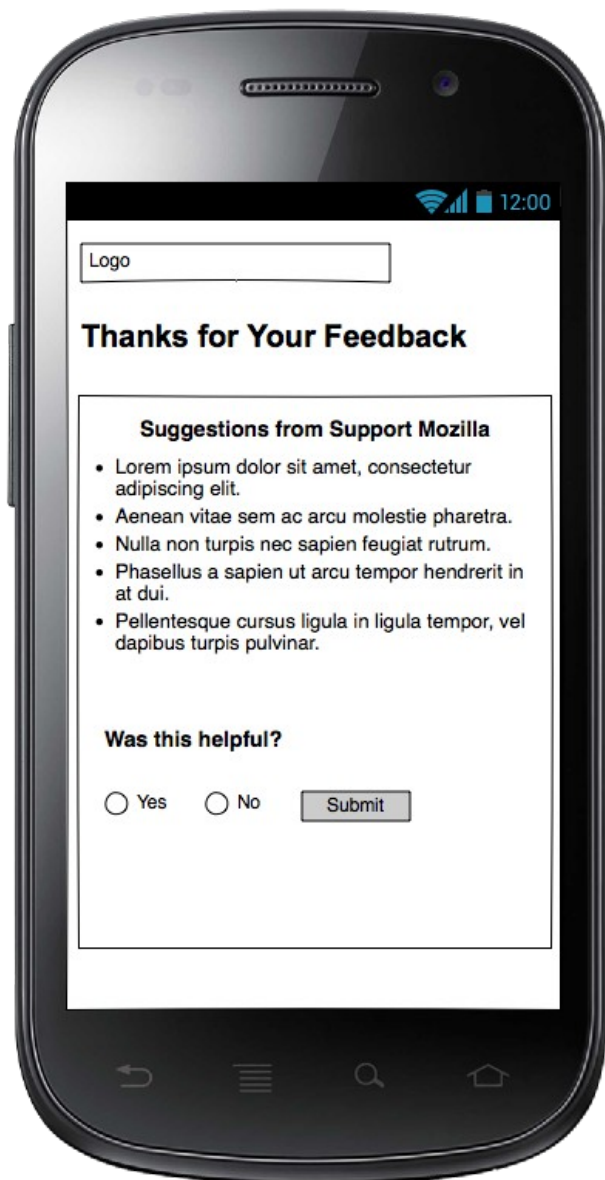 12:00
Logo
Thanks for Your Feedback
Suggestions from Support Mozilla
• Lorem ipsum dolor sit amet, consectetur
adipiscing elit.
• Aenean vitae sem ac arcu molestie pharetra.
• Nulla non turpis nec sapien feugiat rutrum.
• Phasellus a sapien ut arcu tempor hendrerit in
at dui.
• Pellentesque cursus ligula in ligula tempor, vel
dapibus turpis pulvinar.
Was this helpful?
Yes No Submit